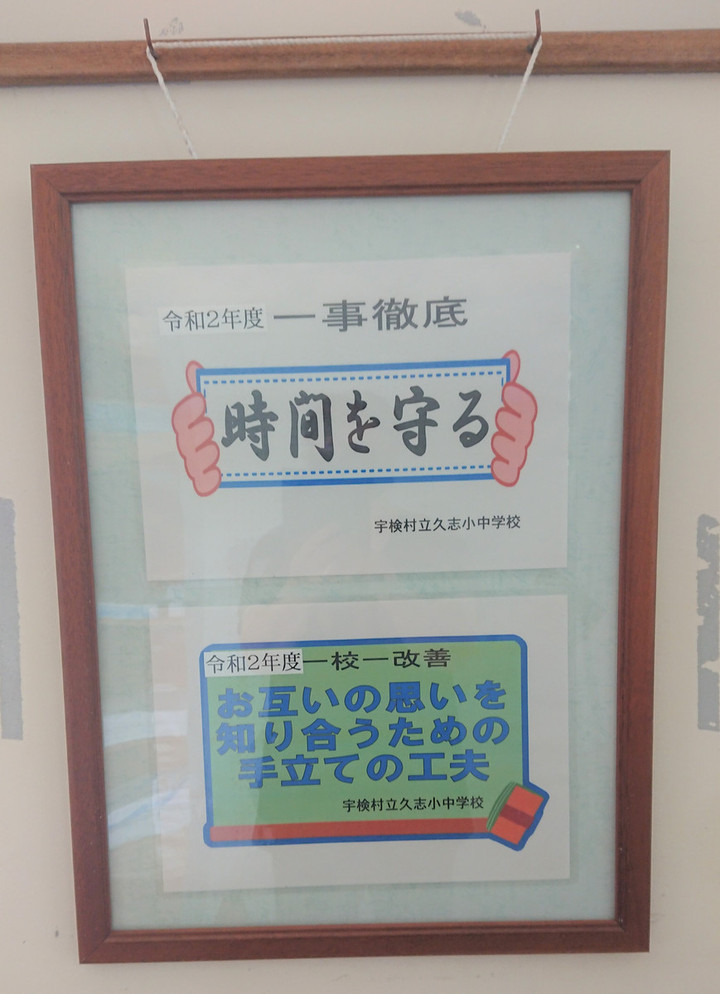 令和2年度 一事徹底
時間を守る
宇検村立久志小中学校
令和2年度一校一改善
お互いの思いを
知り合うための
手立ての工夫
宇検村立久志小中学校